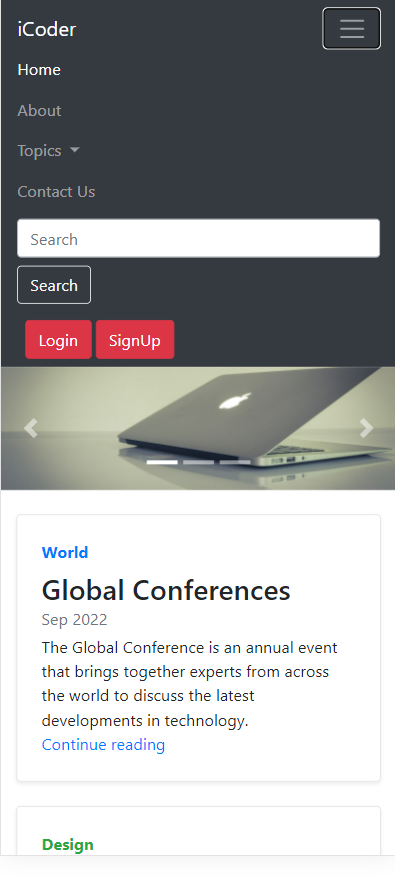 iCoder
Home
About
Topics
Contact Us
Search
Search
Login SignUp
World
Global Conferences
Sep 2022
The Global Conference is an annual event
that brings together experts from across
the world to discuss the latest
developments in technology.
Continue reading
Design